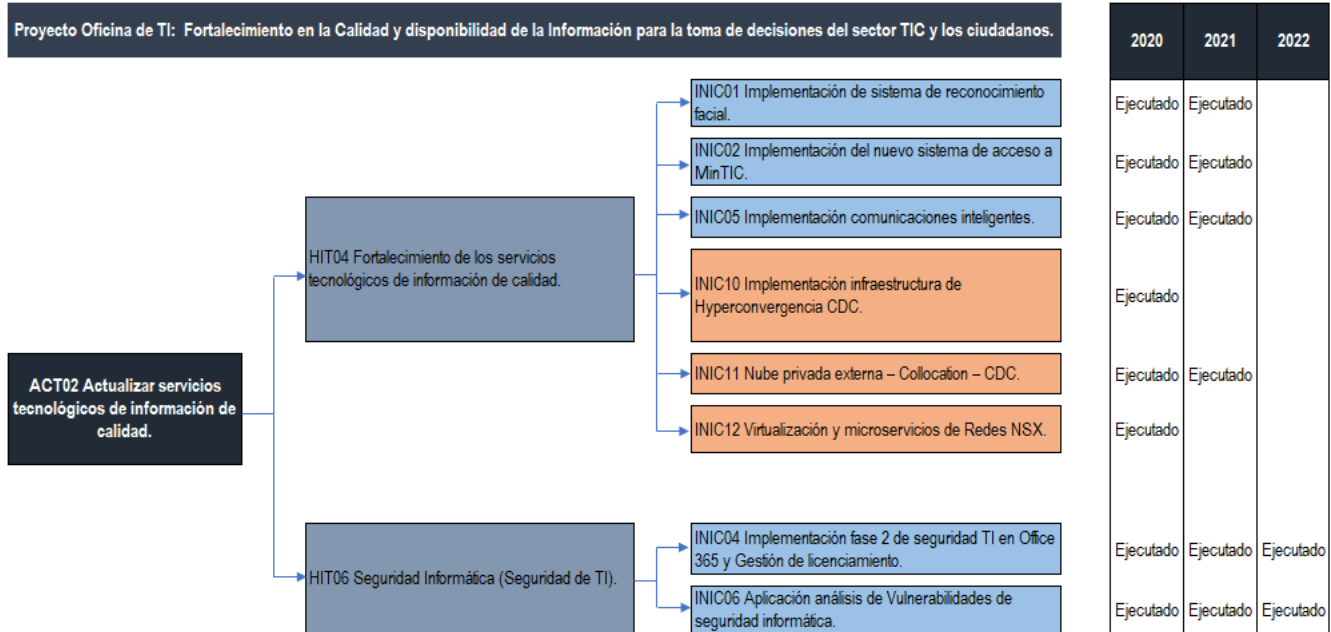 Proyecto Oficina de TI: Fortalecimiento en la Calidad y disponibilidad de la Información para la toma de decisiones del sector TIC y los ciudadanos.
2020 2021 2022
ACT02 Actualizar servicios
tecnológicos de información de
calidad.
HIT04 Fortalecimiento de los servicios
tecnológicos de información de calidad.
INIC01 Implementación de sistema de reconocimiento
facial.
Ejecutado Ejecutado
INIC02 Implementación del nuevo sistema de acceso a
MinTIC.
Ejecutado Ejecutado
INIC05 Implementación comunicaciones inteligentes.
Ejecutado Ejecutado
INIC10 Implementación infraestructura de
Hyperconvergencia CDC.
Ejecutado
INIC11 Nube privada externa – Collocation – CDC.
Ejecutado Ejecutado
INIC12 Virtualización y microservicios de Redes NSX.
Ejecutado
HIT06 Seguridad Informática (Seguridad de TI).
INIC04 Implementación fase 2 de seguridad TI en Office
365 y Gestión de licenciamiento.
Ejecutado Ejecutado Ejecutado
INIC06 Aplicación análisis de Vulnerabilidades de
seguridad informática.
Ejecutado Ejecutado Ejecutado